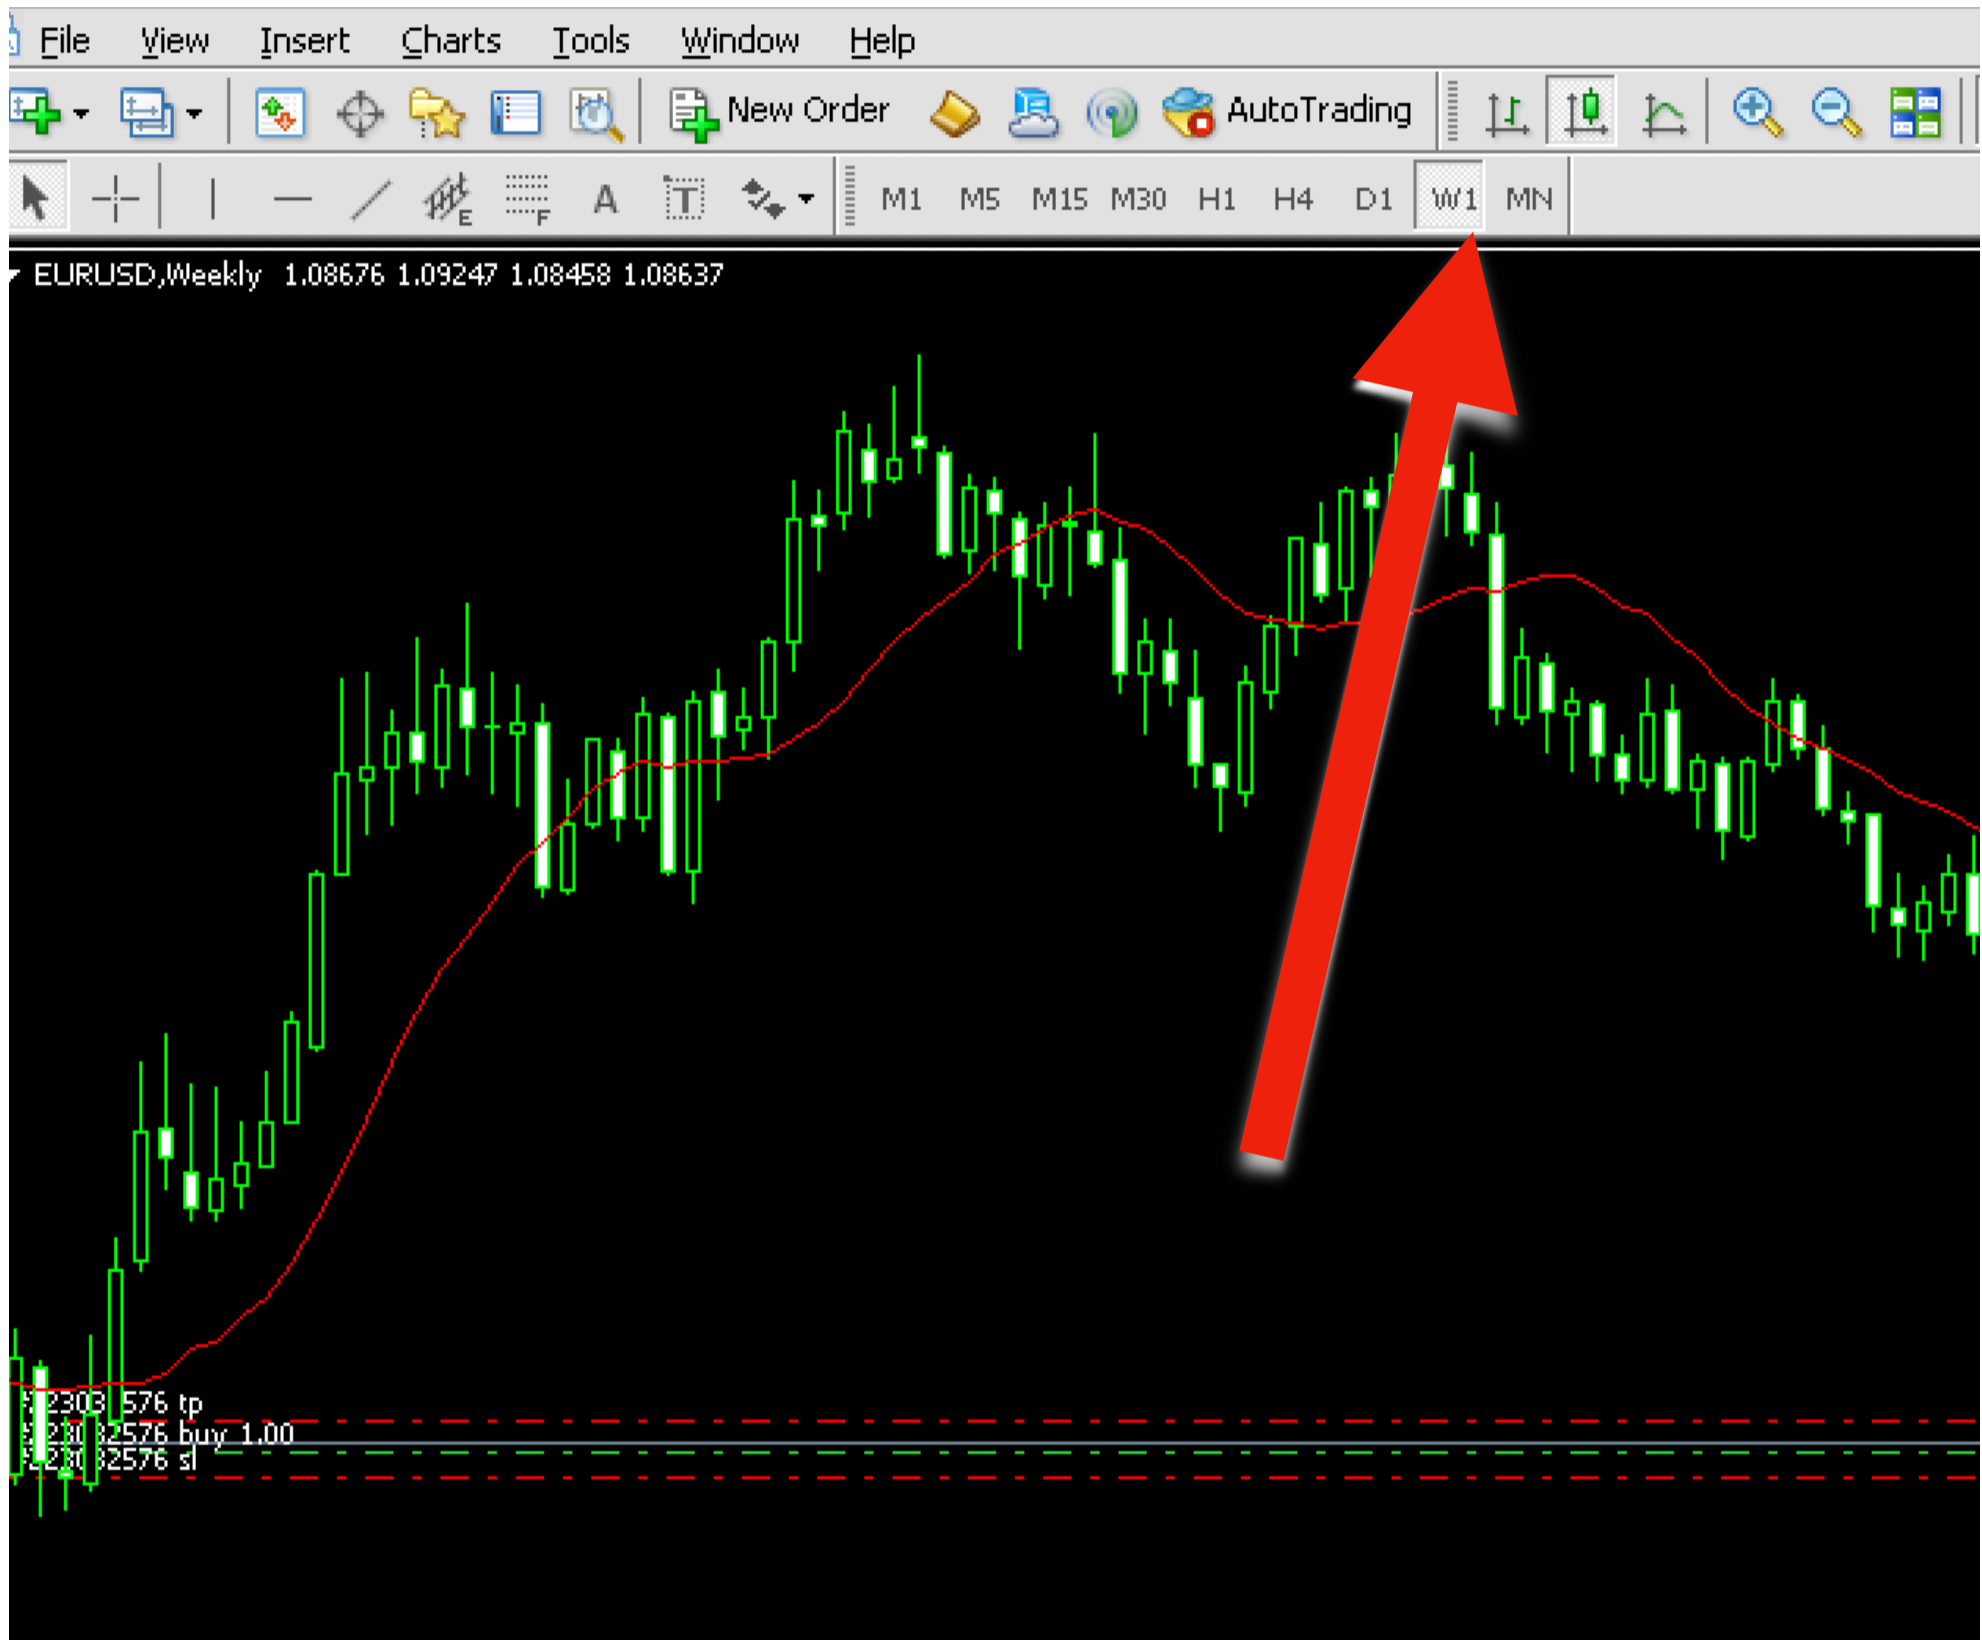 File View Insert Charts Tools Window Help
New Order AutoTrading
E F A T M1 M5 M15 M30 H1 H4 D1 W1 MN
EURUSD,Weekly 1.08676 1.09247 1.08458 1.08637
tp
buy 1.00
sl